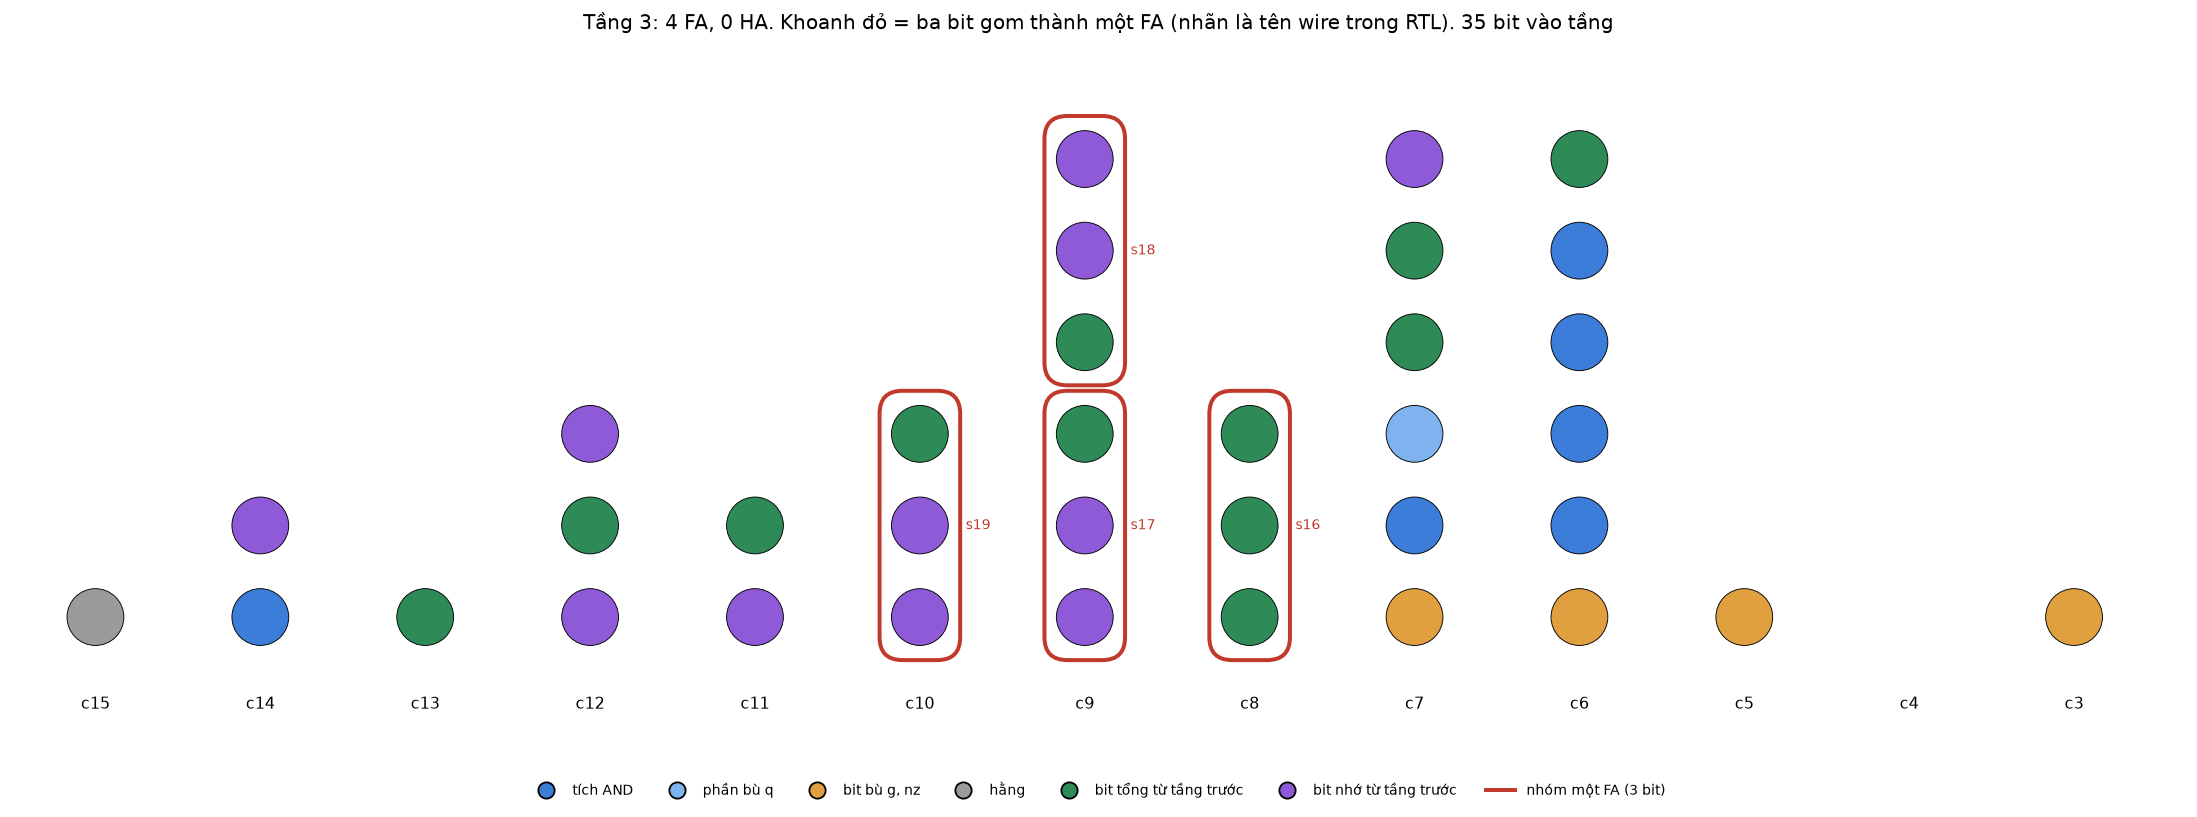 Tầng 3: 4 FA, 0 HA. Khoanh đỏ = ba bit gom thành một FA (nhãn là tên wire trong RTL). 35 bit vào tầng
s18
s19
s17
s16
c15
c14
c13
c12
c11
c10
c9
c8
c7
c6
c5
c4
c3
tích AND
phần bù q
bit bù g, nz
hằng
bit tổng từ tầng trước
bit nhớ từ tầng trước
nhóm một FA (3 bit)